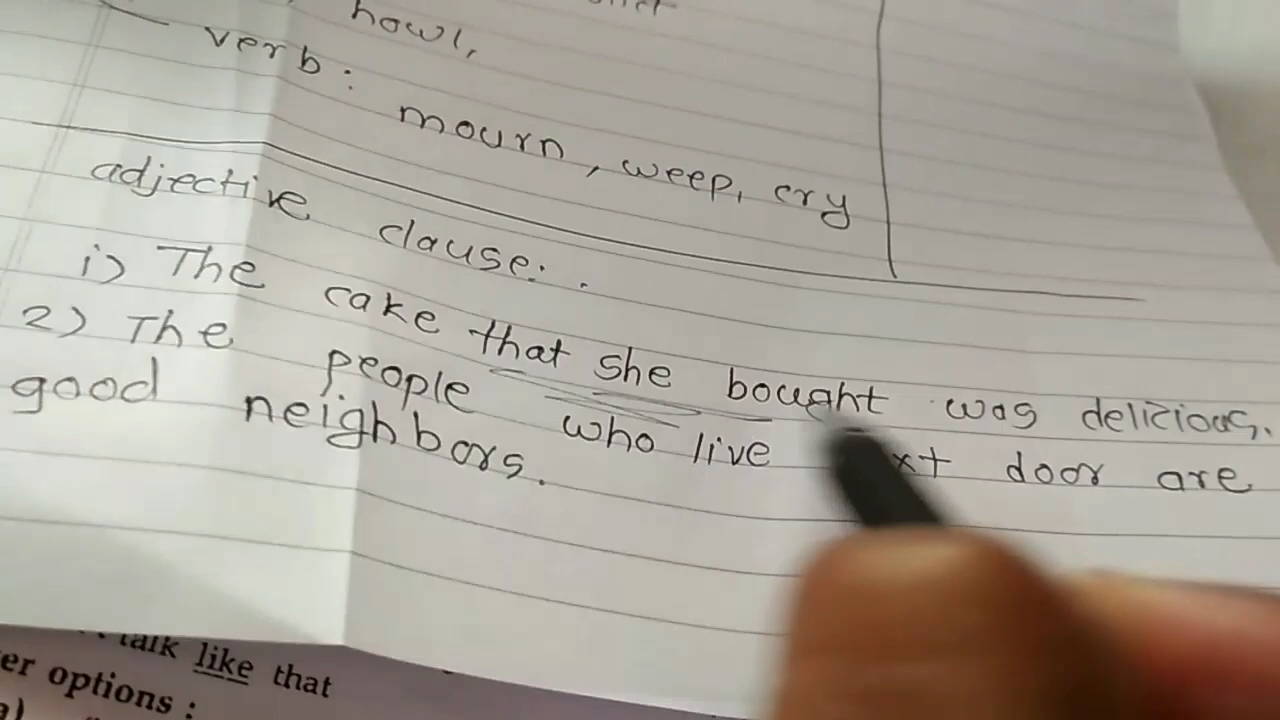 howl,
verb : mourn, weep, cry
adjective clause: .
i) The cake that she bought was delicious.
2) The people who live door are
good neighbors.
talk like that
er options :